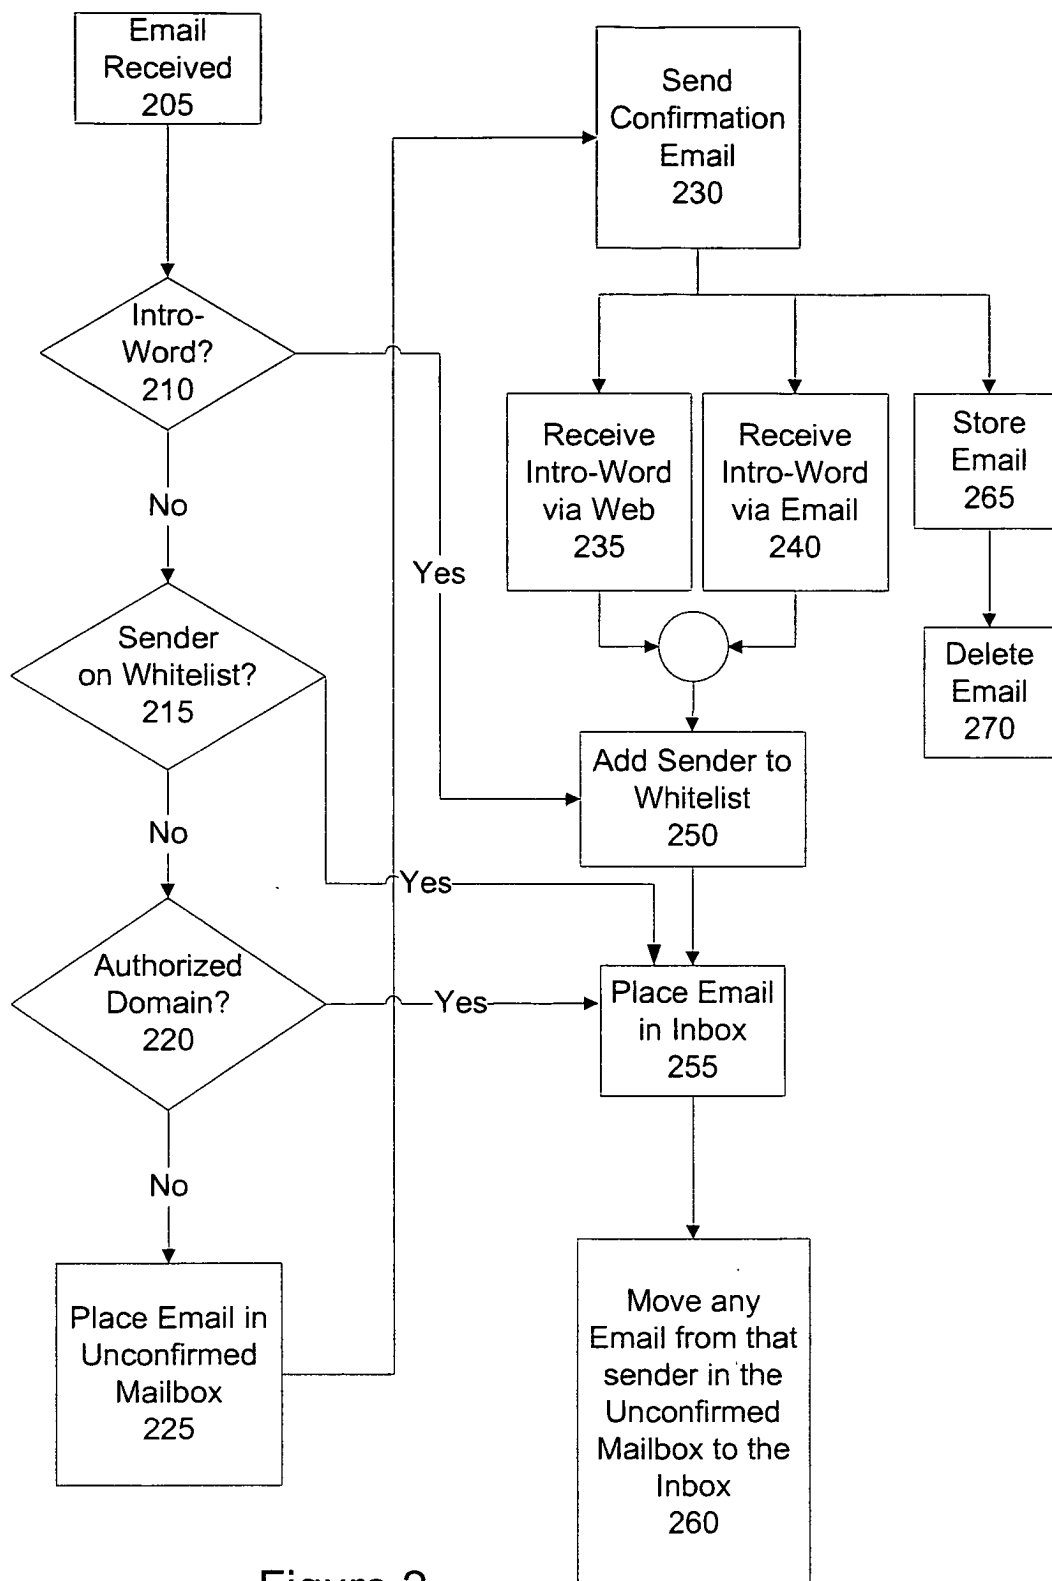 Email
Received
205
Intro-
Word?
210
No
Sender
on Whitelist?
215
No
Authorized
Domain?
220
No
Place Email in
Unconfirmed
Mailbox
225
Yes
Yes
Yes
Send
Confirmation
Email
230
Receive
Intro-Word
via Web
235
Receive
Intro-Word
via Email
240
Store
Email
265
Delete
Email
270
Add Sender to
Whitelist
250
Place Email
in Inbox
255
Move any
Email from that
sender in the
Unconfirmed
Mailbox to the
Inbox
260
Figure 2